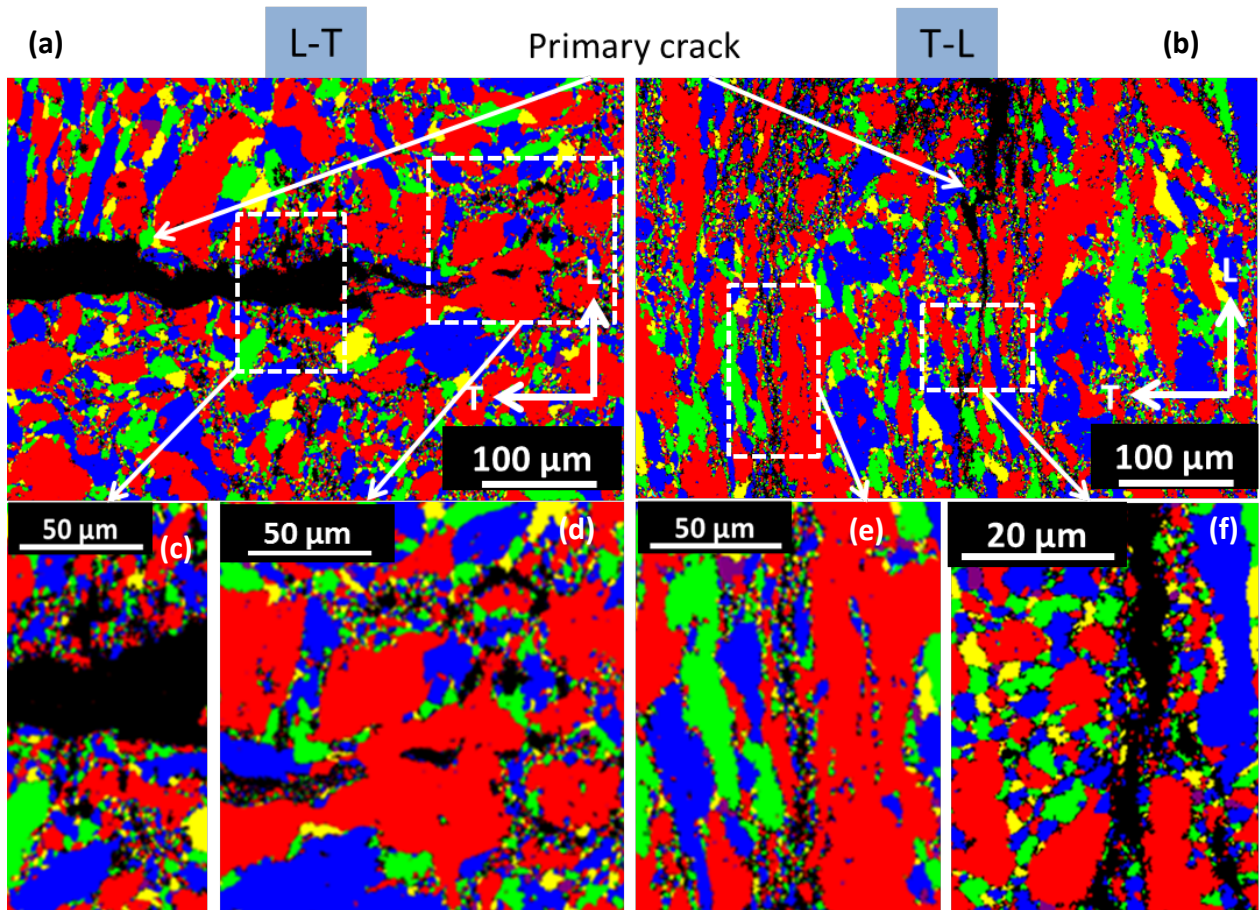 (a) L-T Primary crack T-L (b)
L L
T T
100 µm 100 µm
50 µm (c) 50 µm (d) 50 µm (e) 20 µm (f)